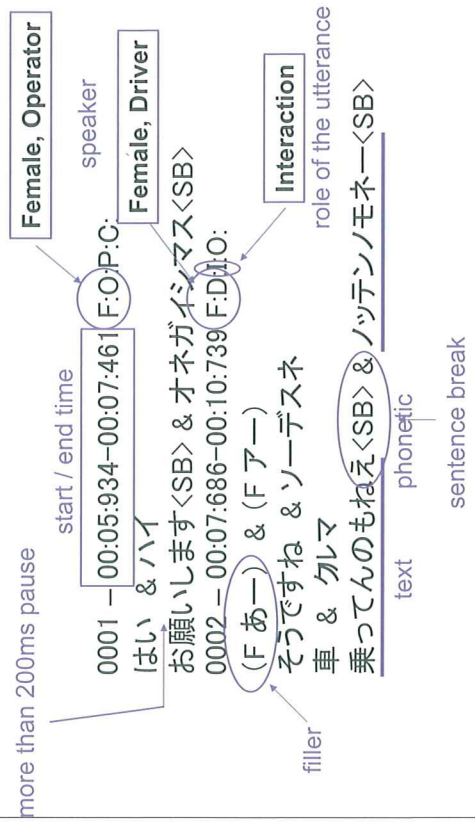 more than 200ms pause
start / end time
Female, Operator
speaker
Female, Driver
0001 – 00:05:934–00:07:461 F:O:P:C:
はい & ハイ
お願いします<SB> & オネガイシマス<SB>
0002 – 00:07:686–00:10:739 F:D:I:O:
(F あー) & (F アー)
そうですね & ソーデスネ
車 & クルマ
乗ってんのもねえ<SB> & ノッテンノモネー<SB>
Interaction
role of the utterance
filler
text
phonetic
sentence break